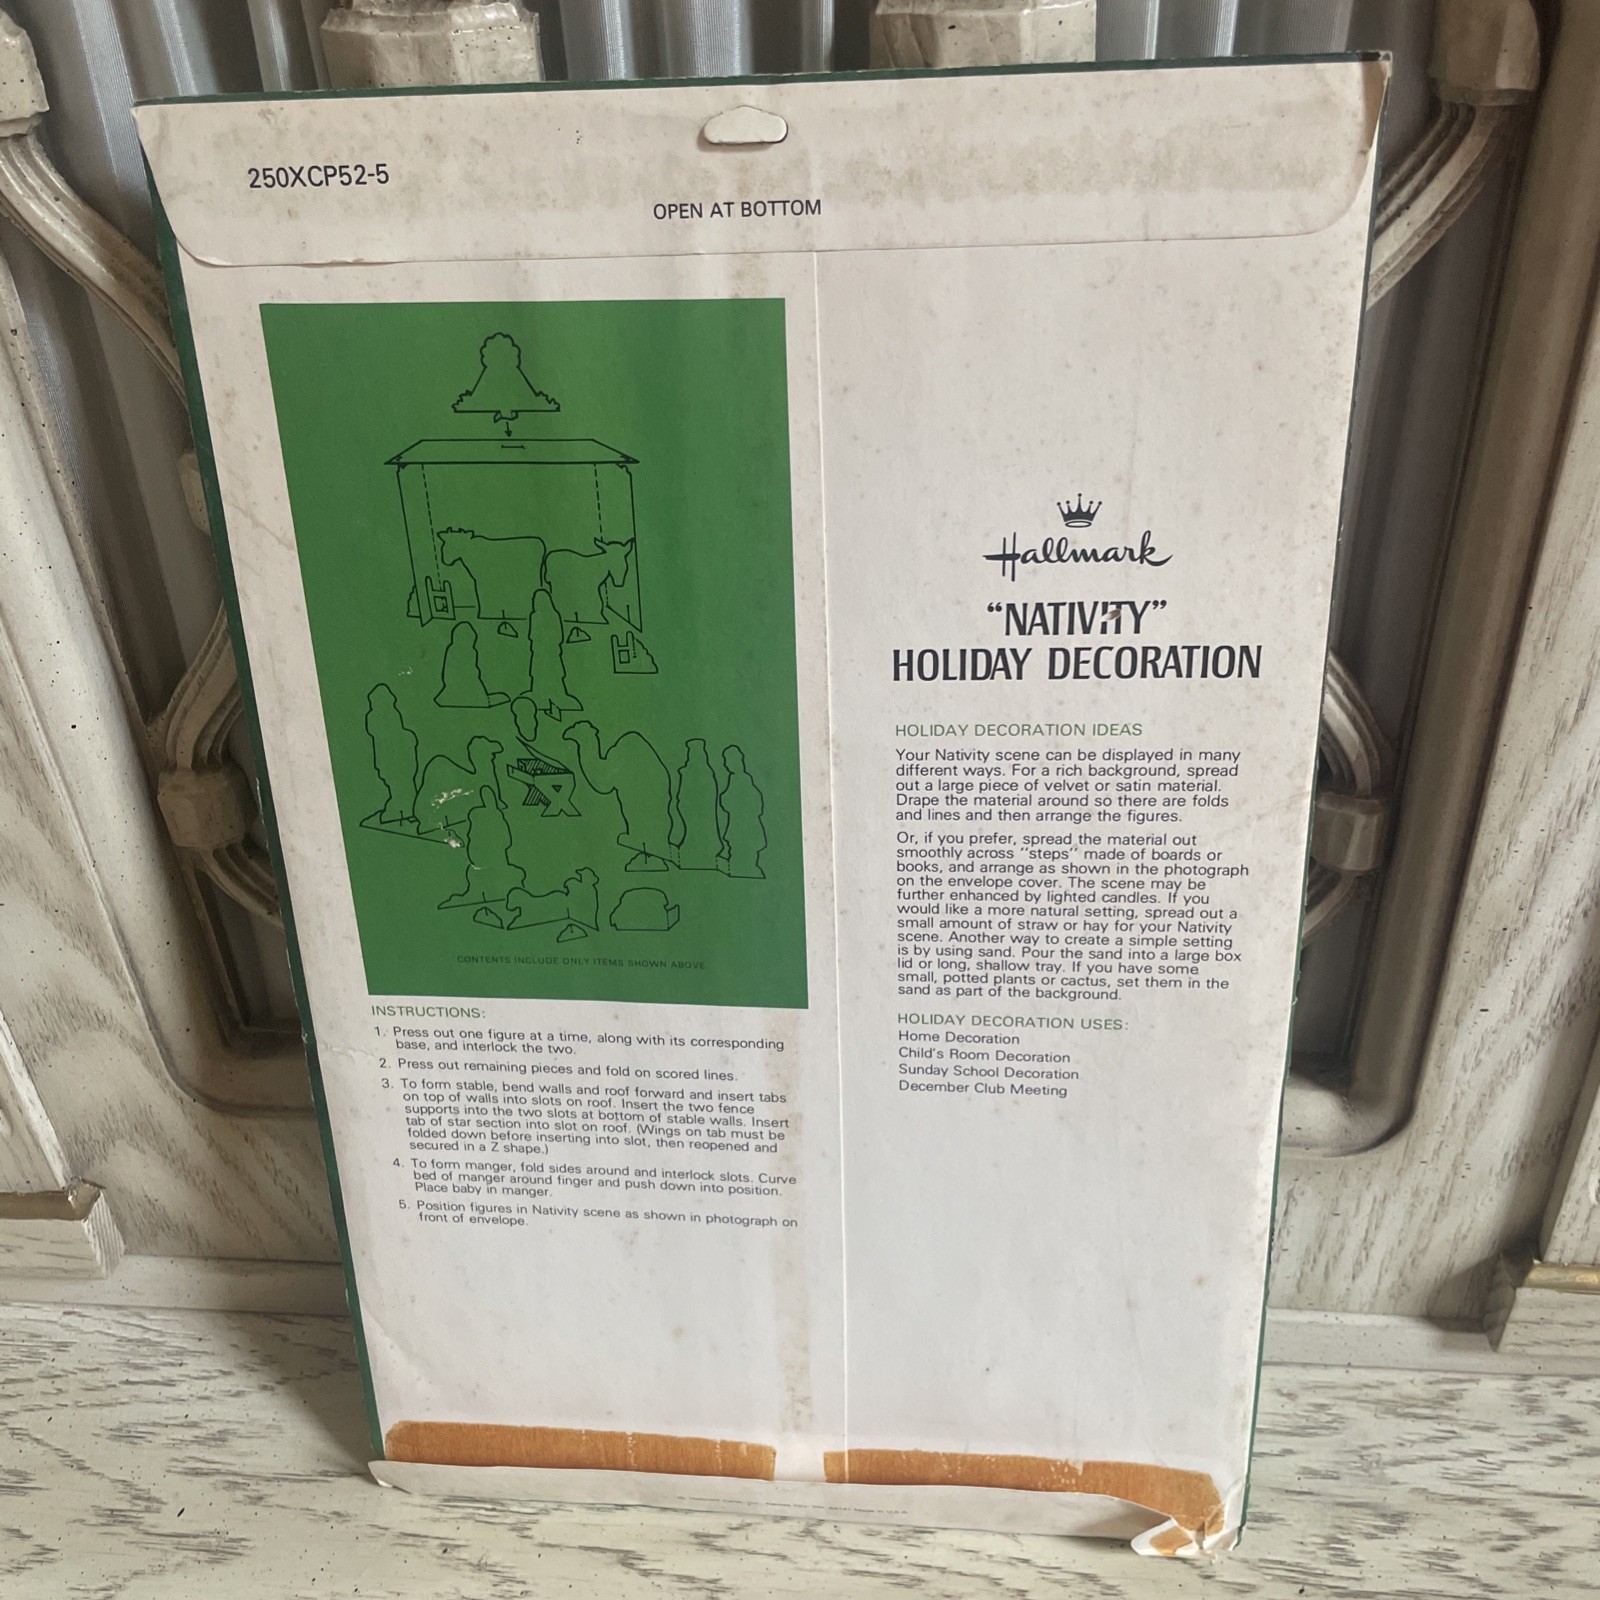 250XCP52-5
OPEN AT BOTTOM
CONTENTS INCLUDE ONLY ITEMS SHOWN ABOVE
INSTRUCTIONS:
1. Press out one figure at a time, along with its corresponding
base, and interlock the two.
2. Press out remaining pieces and fold on scored lines.
3. To form stable, bend walls and roof forward and insert tabs
on top of walls into slots on roof. Insert the two fence
supports into the two slots at bottom of stable walls. Insert
tab of star section into slot on roof. (Wings on tab must be
folded down before inserting into slot, then reopened and
secured in a Z shape.)
4. To form manger, fold sides around and interlock slots. Curve
bed of manger around finger and push down into position.
Place baby in manger.
5. Position figures in Nativity scene as shown in photograph on
front of envelope.
Hallmark
“NATIVITY”
HOLIDAY DECORATION
HOLIDAY DECORATION IDEAS
Your Nativity scene can be displayed in many
different ways. For a rich background, spread
out a large piece of velvet or satin material.
Drape the material around so there are folds
and lines and then arrange the figures.
Or, if you prefer, spread the material out
smoothly across "steps" made of boards or
books, and arrange as shown in the photograph
on the envelope cover. The scene may be
further enhanced by lighted candles. If you
would like a more natural setting, spread out a
small amount of straw or hay for your Nativity
scene. Another way to create a simple setting
is by using sand. Pour the sand into a large box
lid or long, shallow tray. If you have some
small, potted plants or cactus, set them in the
sand as part of the background.
HOLIDAY DECORATION USES:
Home Decoration
Child's Room Decoration
Sunday School Decoration
December Club Meeting